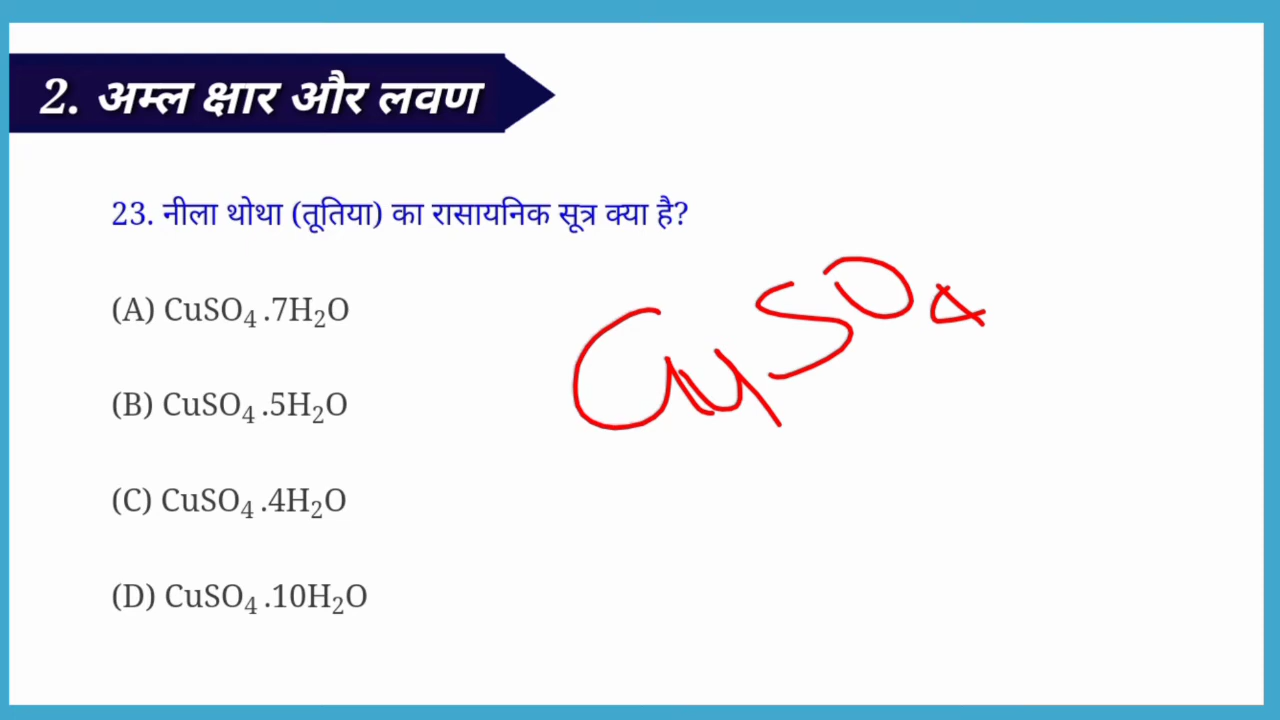 2. अम्ल क्षार और लवण
23. नीला थोथा (तूतिया) का रासायनिक सूत्र क्या है?
(A) CuSO₄ .7H₂O
CuSO₄
(B) CuSO₄ .5H₂O
(C) CuSO₄ .4H₂O
(D) CuSO₄ .10H₂O